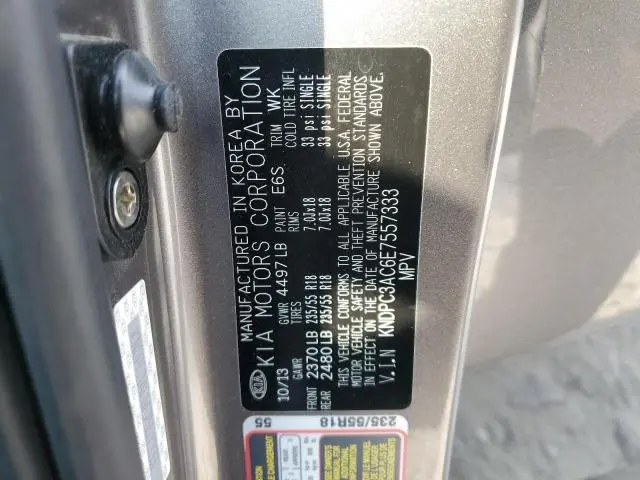 MANUFACTURED IN KOREA BY
KIA KIA MOTORS CORPORATION
10/13 GVWR 4497LB PAINT E6S TRIM WK
GAWR TIRES RIMS COLD TIRE INFL
FRONT 2370LB 235/55 R18 7.0JX18 33 psi SINGLE
REAR 2480LB 235/55 R18 7.0JX18 33 psi SINGLE
THIS VEHICLE CONFORMS TO ALL APPLICABLE U.S.A. FEDERAL
MOTOR VEHICLE SAFETY AND THEFT PREVENTION STANDARDS
IN EFFECT ON THE DATE OF MANUFACTURE SHOWN ABOVE.
V.I.N KNDPC3AC6E7557333
MPV
55 235/55R18